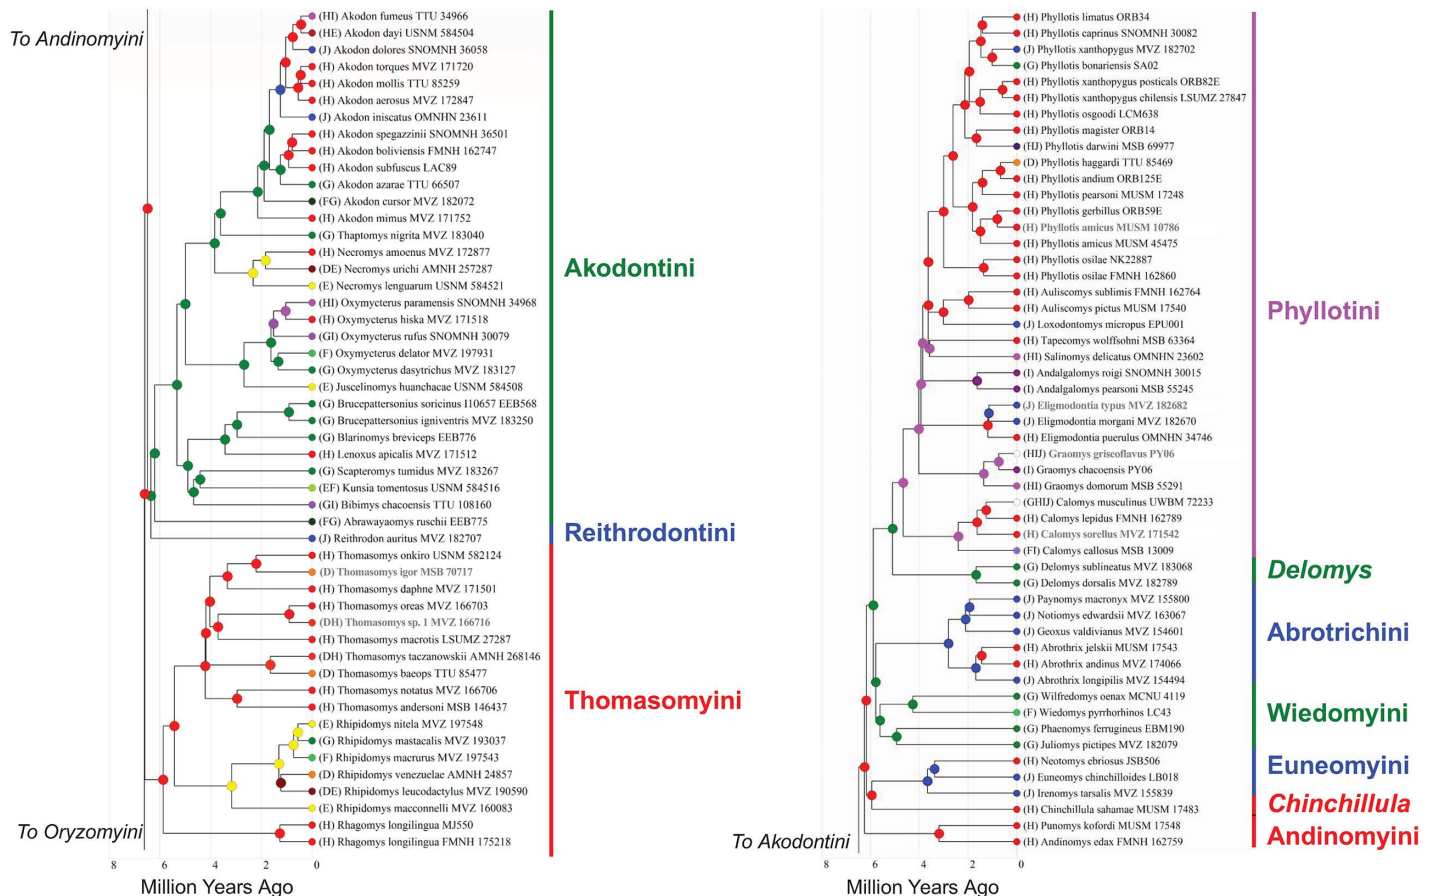 To Andinomyini
(HI) Akodon fumeus TTU 34966
(HE) Akodon dayi USNM 584504
(J) Akodon dolores SNOMNH 36058
(H) Akodon torques MVZ 171720
(H) Akodon mollis TTU 85259
(H) Akodon aerosus MVZ 172847
(J) Akodon iniscatus OMNHN 23611
(H) Akodon spegazzinii SNOMNH 36501
(H) Akodon boliviensis FMNH 162747
(H) Akodon subfuscus LAC89
(G) Akodon azarae TTU 66507
(FG) Akodon cursor MVZ 182072
(H) Akodon mimus MVZ 171752
(G) Thaptomys nigrita MVZ 183040
(H) Necromys amoenus MVZ 172877
(DE) Necromys urichi AMNH 257287
(E) Necromys lenguarum USNM 584521
(HI) Oxymycterus paramensis SNOMNH 34968
(H) Oxymycterus hiska MVZ 171518
(GI) Oxymycterus rufus SNOMNH 30079
(F) Oxymycterus delator MVZ 197931
(G) Oxymycterus dasytrichus MVZ 183127
(E) Juscelinomys huanchacae USNM 584508
(G) Brucepattersonius soricinus I10657 EEB568
(G) Brucepattersonius igniventris MVZ 183250
(G) Blarinomys breviceps EEB776
(H) Lenoxus apicalis MVZ 171512
(G) Scapteromys tumidus MVZ 183267
(EF) Kunsia tomentosus USNM 584516
(GI) Bibimys chacoensis TTU 108160
(FG) Abrawayaomys ruschii EEB775
(J) Reithrodon auritus MVZ 182707
(H) Thomasomys onkiro USNM 582124
(D) Thomasomys igor MSB 70717
(H) Thomasomys daphne MVZ 171501
(H) Thomasomys oreas MVZ 166703
(DH) Thomasomys sp. 1 MVZ 166716
(H) Thomasomys macrotis LSUMZ 27287
(DH) Thomasomys taczanowskii AMNH 268146
(D) Thomasomys baeops TTU 85477
(H) Thomasomys notatus MVZ 166706
(H) Thomasomys andersoni MSB 146437
(E) Rhipidomys nitela MVZ 197548
(G) Rhipidomys mastacalis MVZ 193037
(F) Rhipidomys macrurus MVZ 197543
(D) Rhipidomys venezuelae AMNH 24857
(DE) Rhipidomys leucodactylus MVZ 190590
(E) Rhipidomys macconnelli MVZ 160083
(H) Rhagomys longilingua MJ550
(H) Rhagomys longilingua FMNH 175218
To Oryzomyini
8 6 4 2 0
Million Years Ago
Akodontini
Reithrodontini
Thomasomyini
(H) Phyllotis limatus ORB34
(H) Phyllotis caprinus SNOMNH 30082
(J) Phyllotis xanthopygus MVZ 182702
(G) Phyllotis bonariensis SA02
(H) Phyllotis xanthopygus posticals ORB82E
(H) Phyllotis xanthopygus chilensis LSUMZ 27847
(H) Phyllotis osgoodi LCM638
(H) Phyllotis magister ORB14
(HJ) Phyllotis darwini MSB 69977
(D) Phyllotis haggardi TTU 85469
(H) Phyllotis andium ORB125E
(H) Phyllotis pearsoni MUSM 17248
(H) Phyllotis gerbillus ORB59E
(H) Phyllotis amicus MUSM 10786
(H) Phyllotis amicus MUSM 45475
(H) Phyllotis osilae NK22887
(H) Phyllotis osilae FMNH 162860
(H) Auliscomys sublimis FMNH 162764
(H) Auliscomys pictus MUSM 17540
(J) Loxodontomys micropus EPU001
(H) Tapecomys wolffsohni MSB 63364
(HI) Salinomys delicatus OMNHN 23602
(I) Andalgalomys roigi SNOMNH 30015
(I) Andalgalomys pearsoni MSB 55245
(J) Eligmodontia typus MVZ 182682
(J) Eligmodontia morgani MVZ 182670
(H) Eligmodontia puerulus OMNHN 34746
(HIJ) Graomys griseoflavus PY06
(I) Graomys chacoensis PY06
(HI) Graomys domorum MSB 55291
(GHIJ) Calomys musculinus UWBM 72233
(H) Calomys lepidus FMNH 162789
(H) Calomys sorellus MVZ 171542
(FI) Calomys callosus MSB 13009
(G) Delomys sublineatus MVZ 183068
(G) Delomys dorsalis MVZ 182789
(J) Paynomys macronyx MVZ 155800
(J) Notiomys edwardsii MVZ 163067
(J) Geoxus valdivianus MVZ 154601
(H) Abrothrix jelskii MUSM 17543
(H) Abrothrix andinus MVZ 174066
(J) Abrothrix longipilis MVZ 154494
(G) Wilfredomys oenax MCNU 4119
(F) Wiedomys pyrrhorhinos LC43
(G) Phaenomys ferrugineus EBM190
(G) Juliomys pictipes MVZ 182079
(H) Neotomys ebriosus JSB506
(J) Euneomys chinchilloides LB018
(J) Irenomys tarsalis MVZ 155839
(H) Chinchillula sahamae MUSM 17483
(H) Punomys kofordi MUSM 17548
(H) Andinomys edax FMNH 162759
To Akodontini
8 6 4 2 0
Million Years Ago
Phyllotini
Delomys
Abrotrichini
Wiedomyini
Euneomyini
Chinchillula
Andinomyini